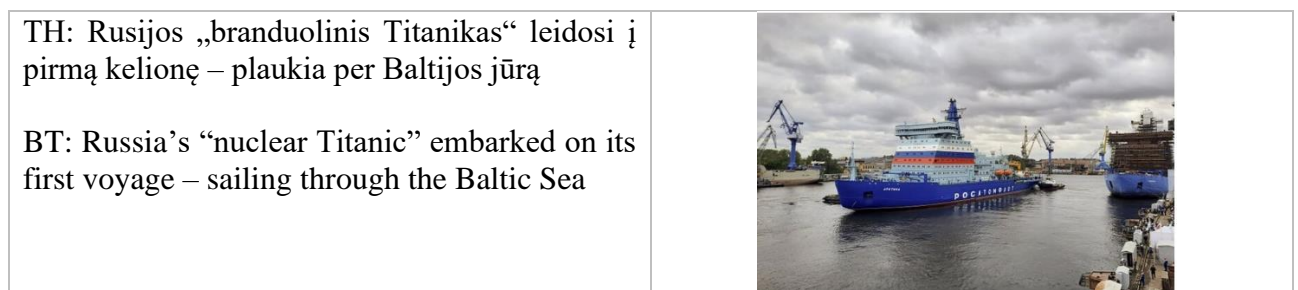 TH: Rusijos „branduolinis Titanikas“ leidosi į
pirmą kelionę – plaukia per Baltijos jūrą
BT: Russia’s “nuclear Titanic” embarked on its
first voyage – sailing through the Baltic Sea
РОСАТОМФЛОТ